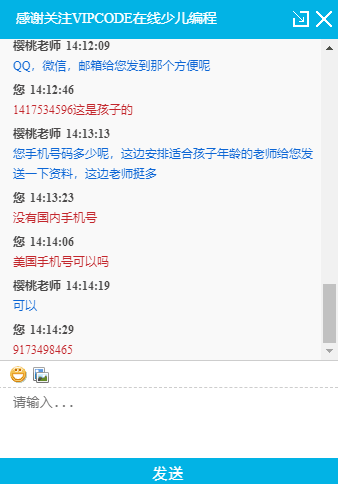 感谢关注VIPCODE在线少儿编程
樱桃老师 14:12:09
QQ，微信，邮箱给您发到那个方便呢
您 14:12:46
1417534596这是孩子的
樱桃老师 14:13:13
您手机号码多少呢，这边安排适合孩子年龄的老师给您发
送一下资料，这边老师挺多
您 14:13:23
没有国内手机号
您 14:14:06
美国手机号可以吗
樱桃老师 14:14:19
可以
您 14:14:29
9173498465
请输入...
发送